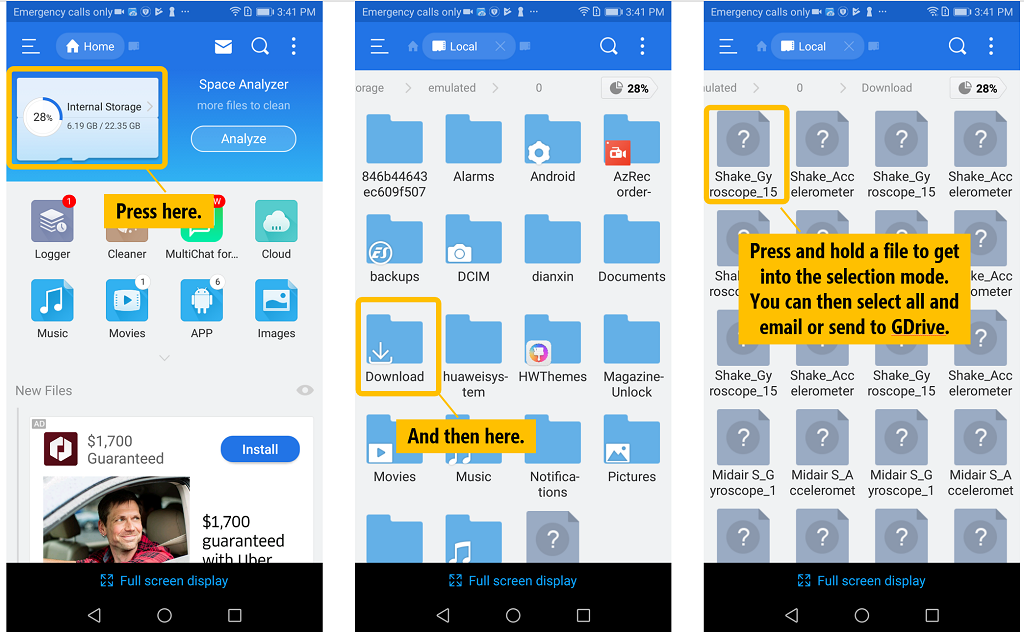 Emergency calls only 3:41 PM
Home
28%
Internal Storage
6.19 GB / 22.35 GB
Space Analyzer
more files to clean
Analyze
Press here.
1
W
Logger
Cleaner
MultiChat for...
Cloud
1
6
Music
Movies
APP
Images
New Files
AD
$1,700
Guaranteed
Install
$1,700
guaranteed
with Uber
Full screen display
Emergency calls only 3:41 PM
Local
orage
emulated
0
28%
846b44643
ec609f507
Alarms
Android
AzRec
order-
backups
DCIM
dianxin
Documents
Download
huaweisys-
tem
HWThemes
Magazine-
Unlock
And then here.
Movies
Music
Notifica-
tions
Pictures
?
Full screen display
Emergency calls only 3:41 PM
Local
ulated
0
Download
28%
? ? ? ?
Shake_Gy
roscope_15
Shake_Acc
elerometer
Shake_Gy
roscope_15
Shake_Acc
elerometer
Press and hold a file to get
into the selection mode.
You can then select all and
email or send to GDrive.
Shake_Gy
roscope_15
Shake_Acc
elerometer
Shake_Gy
roscope_15
Shake_Acc
elerometer
? ? ? ?
Midair S_G
yroscope_1
Midair S_A
cceleromet
Midair S_G
yroscope_1
Midair S_A
cceleromet
? ? ? ?
Full screen display